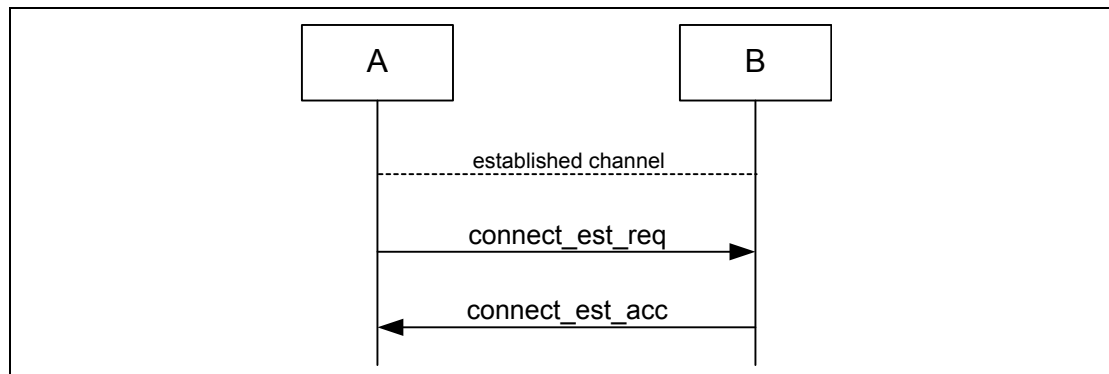 A
B
established channel
connect_est_req
connect_est_acc